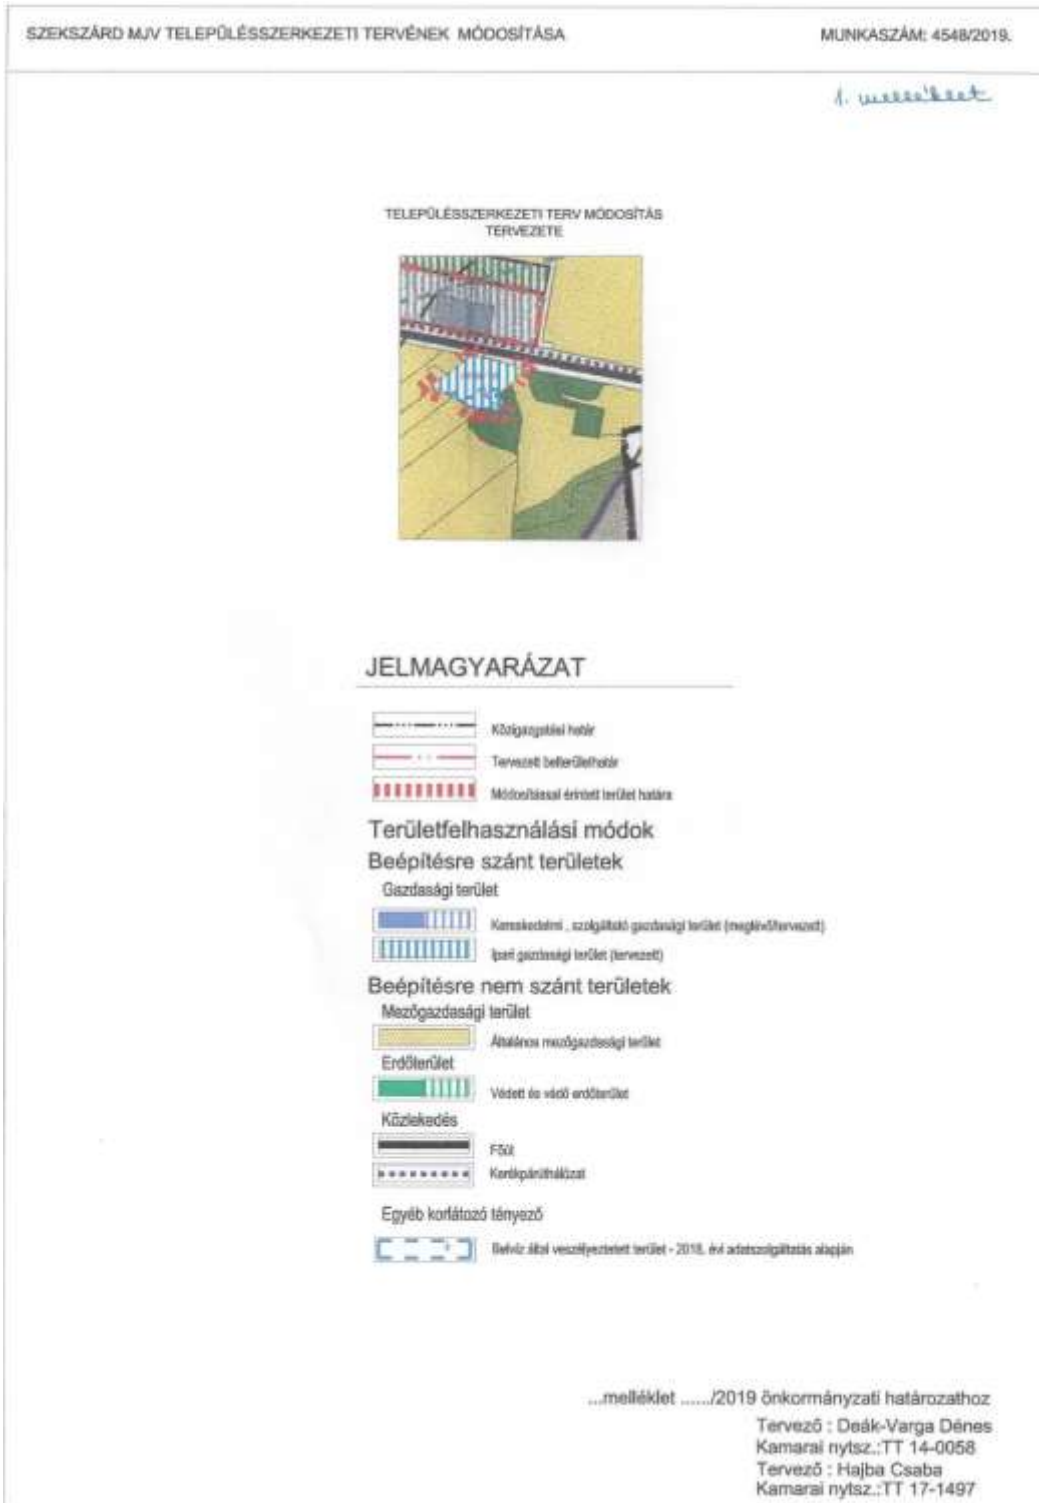 SZEKSZÁRD MJV TELEPÜLÉSSZERKEZETI TERVÉNEK MÓDOSÍTÁSA
MUNKASZÁM: 4548/2019.
1. melléklet
TELEPÜLÉSSZERKEZETI TERV MÓDOSÍTÁS
TERVEZETE
JELMAGYARÁZAT
Közigazgatási határ
Tervezett belterülethatár
Módosítással érintett terület határa
Területfelhasználási módok
Beépítésre szánt területek
Gazdasági terület
Kereskedelmi , szolgáltató gazdasági terület (meglévő/tervezett)
Ipari gazdasági terület (tervezett)
Beépítésre nem szánt területek
Mezőgazdasági terület
Általános mezőgazdasági terület
Erdőterület
Védett és védő erdőterület
Közlekedés
Főút
Kerékpárúthálózat
Egyéb korlátozó tényező
Belvíz által veszélyeztetett terület - 2018. évi adatszolgáltatás alapján
...melléklet ....../2019 önkormányzati határozathoz
Tervező : Deák-Varga Dénes
Kamarai nytsz.:TT 14-0058
Tervező : Hajba Csaba
Kamarai nytsz.:TT 17-1497